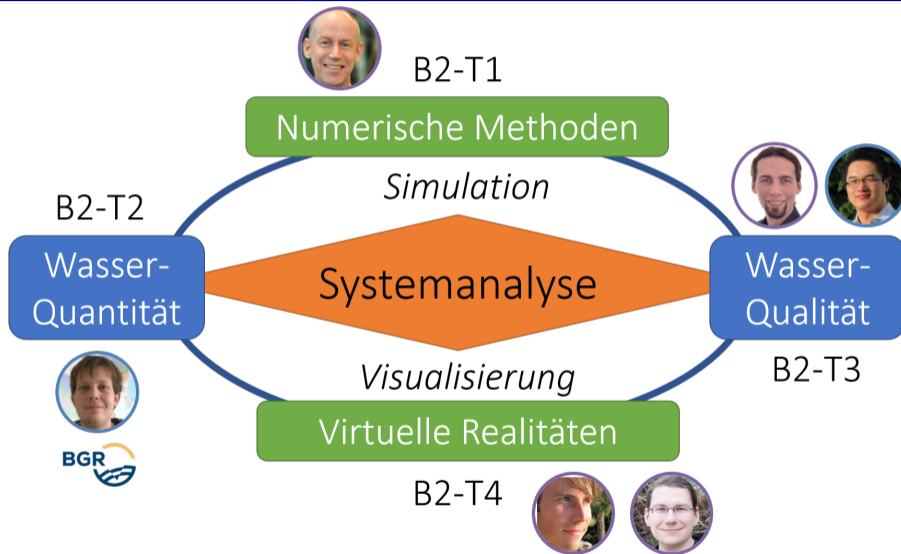 B2-T1
Numerische Methoden
Simulation
B2-T2
Wasser-
Quantität
Systemanalyse
Wasser-
Qualität
B2-T3
Visualisierung
Virtuelle Realitäten
BGR
B2-T4